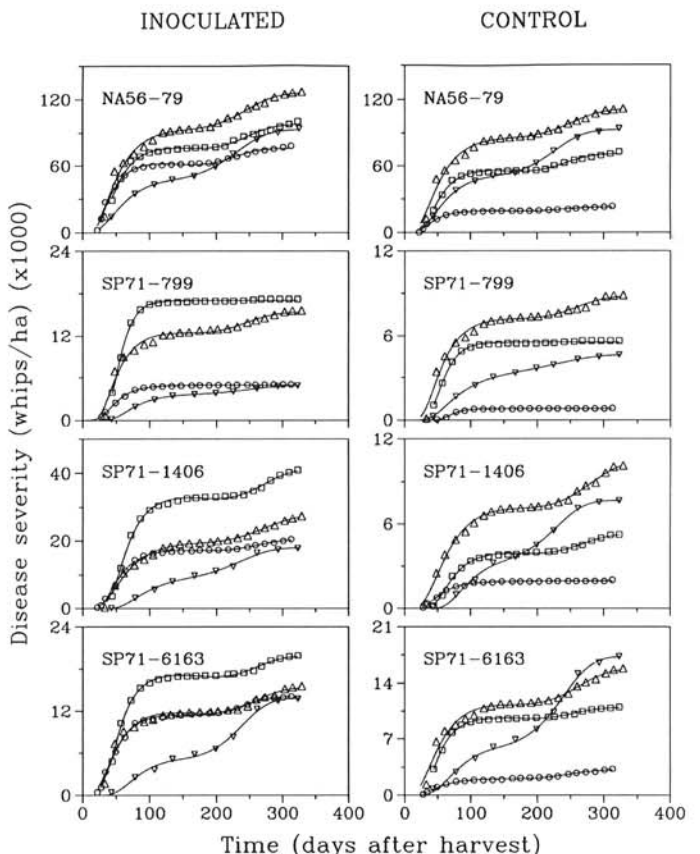 INOCULATED CONTROL
Disease severity (whips/ha) (x1000)
NA56-79
120
60
0
NA56-79
120
60
0
SP71-799
24
12
0
SP71-799
12
6
0
SP71-1406
40
20
0
SP71-1406
12
6
0
SP71-6163
24
12
0
SP71-6163
21
14
7
0
0 100 200 300 400
0 100 200 300 400
Time (days after harvest)